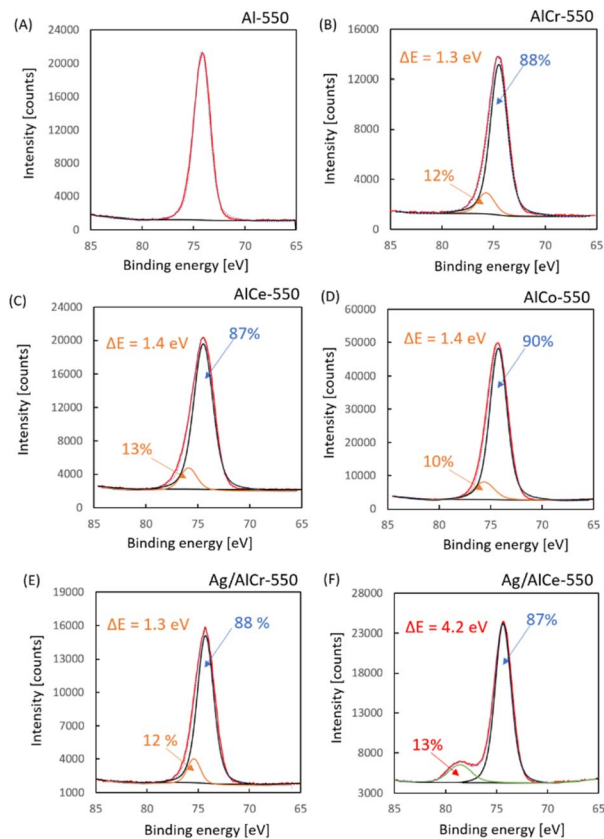 (A) Al-550
Intensity [counts]
24000
20000
16000
12000
8000
4000
0
85 80 75 70 65
Binding energy [eV]
(B) AlCr-550
ΔE = 1.3 eV
88%
12%
Intensity [counts]
16000
12000
8000
4000
0
85 80 75 70 65
Binding energy [eV]
(C) AlCe-550
ΔE = 1.4 eV
87%
13%
Intensity [counts]
24000
20000
16000
12000
8000
4000
0
85 80 75 70 65
Binding energy [eV]
(D) AlCo-550
ΔE = 1.4 eV
90%
10%
Intensity [counts]
60000
50000
40000
30000
20000
10000
0
85 80 75 70 65
Binding energy [eV]
(E) Ag/AlCr-550
ΔE = 1.3 eV
88 %
12 %
Intensity [counts]
19000
16000
13000
10000
7000
4000
1000
85 80 75 70 65
Binding energy [eV]
(F) Ag/AlCe-550
ΔE = 4.2 eV
87%
13%
Intensity [counts]
28000
23000
18000
13000
8000
3000
85 80 75 70 65
Binding energy [eV]